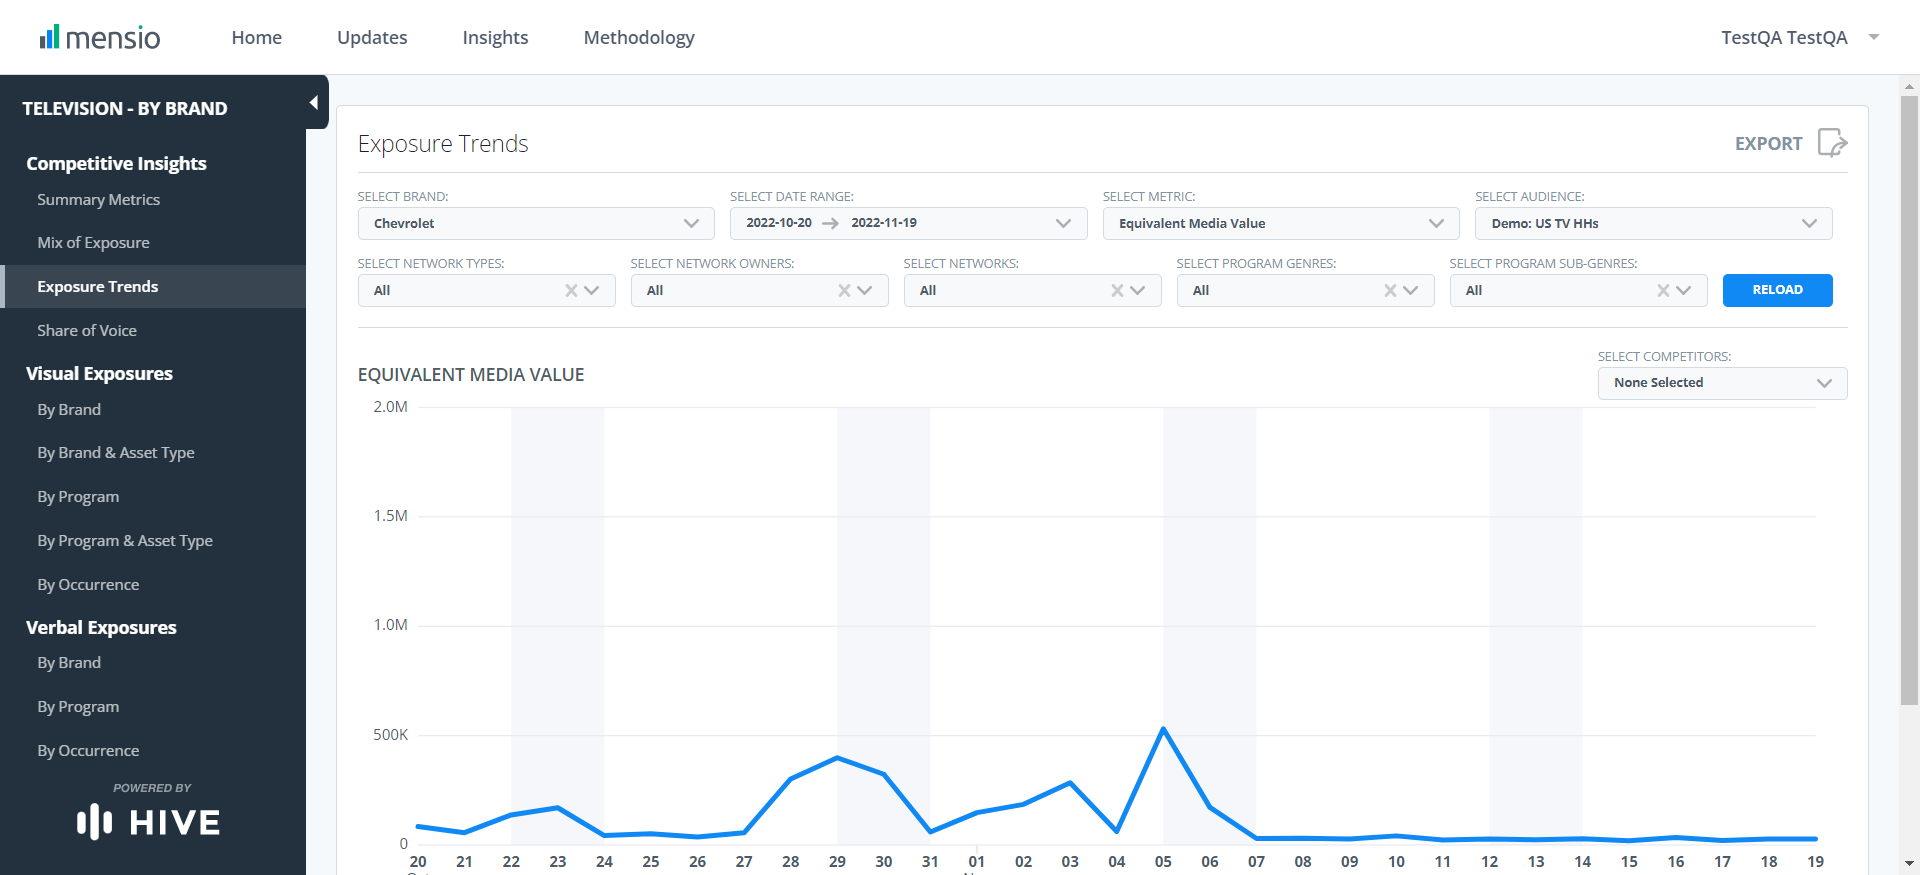 mensio
Home
Updates
Insights
Methodology
TestQA TestQA
TELEVISION - BY BRAND
Competitive Insights
Summary Metrics
Mix of Exposure
Exposure Trends
Share of Voice
Visual Exposures
By Brand
By Brand & Asset Type
By Program
By Program & Asset Type
By Occurrence
Verbal Exposures
By Brand
By Program
By Occurrence
POWERED BY
HIVE
Exposure Trends
EXPORT
SELECT BRAND:
Chevrolet
SELECT DATE RANGE:
2022-10-20 → 2022-11-19
SELECT METRIC:
Equivalent Media Value
SELECT AUDIENCE:
Demo: US TV HHs
SELECT NETWORK TYPES:
All
SELECT NETWORK OWNERS:
All
SELECT NETWORKS:
All
SELECT PROGRAM GENRES:
All
SELECT PROGRAM SUB-GENRES:
All
RELOAD
EQUIVALENT MEDIA VALUE
SELECT COMPETITORS:
None Selected
2.0M
1.5M
1.0M
500K
0
20 21 22 23 24 25 26 27 28 29 30 31 01 02 03 04 05 06 07 08 09 10 11 12 13 14 15 16 17 18 19